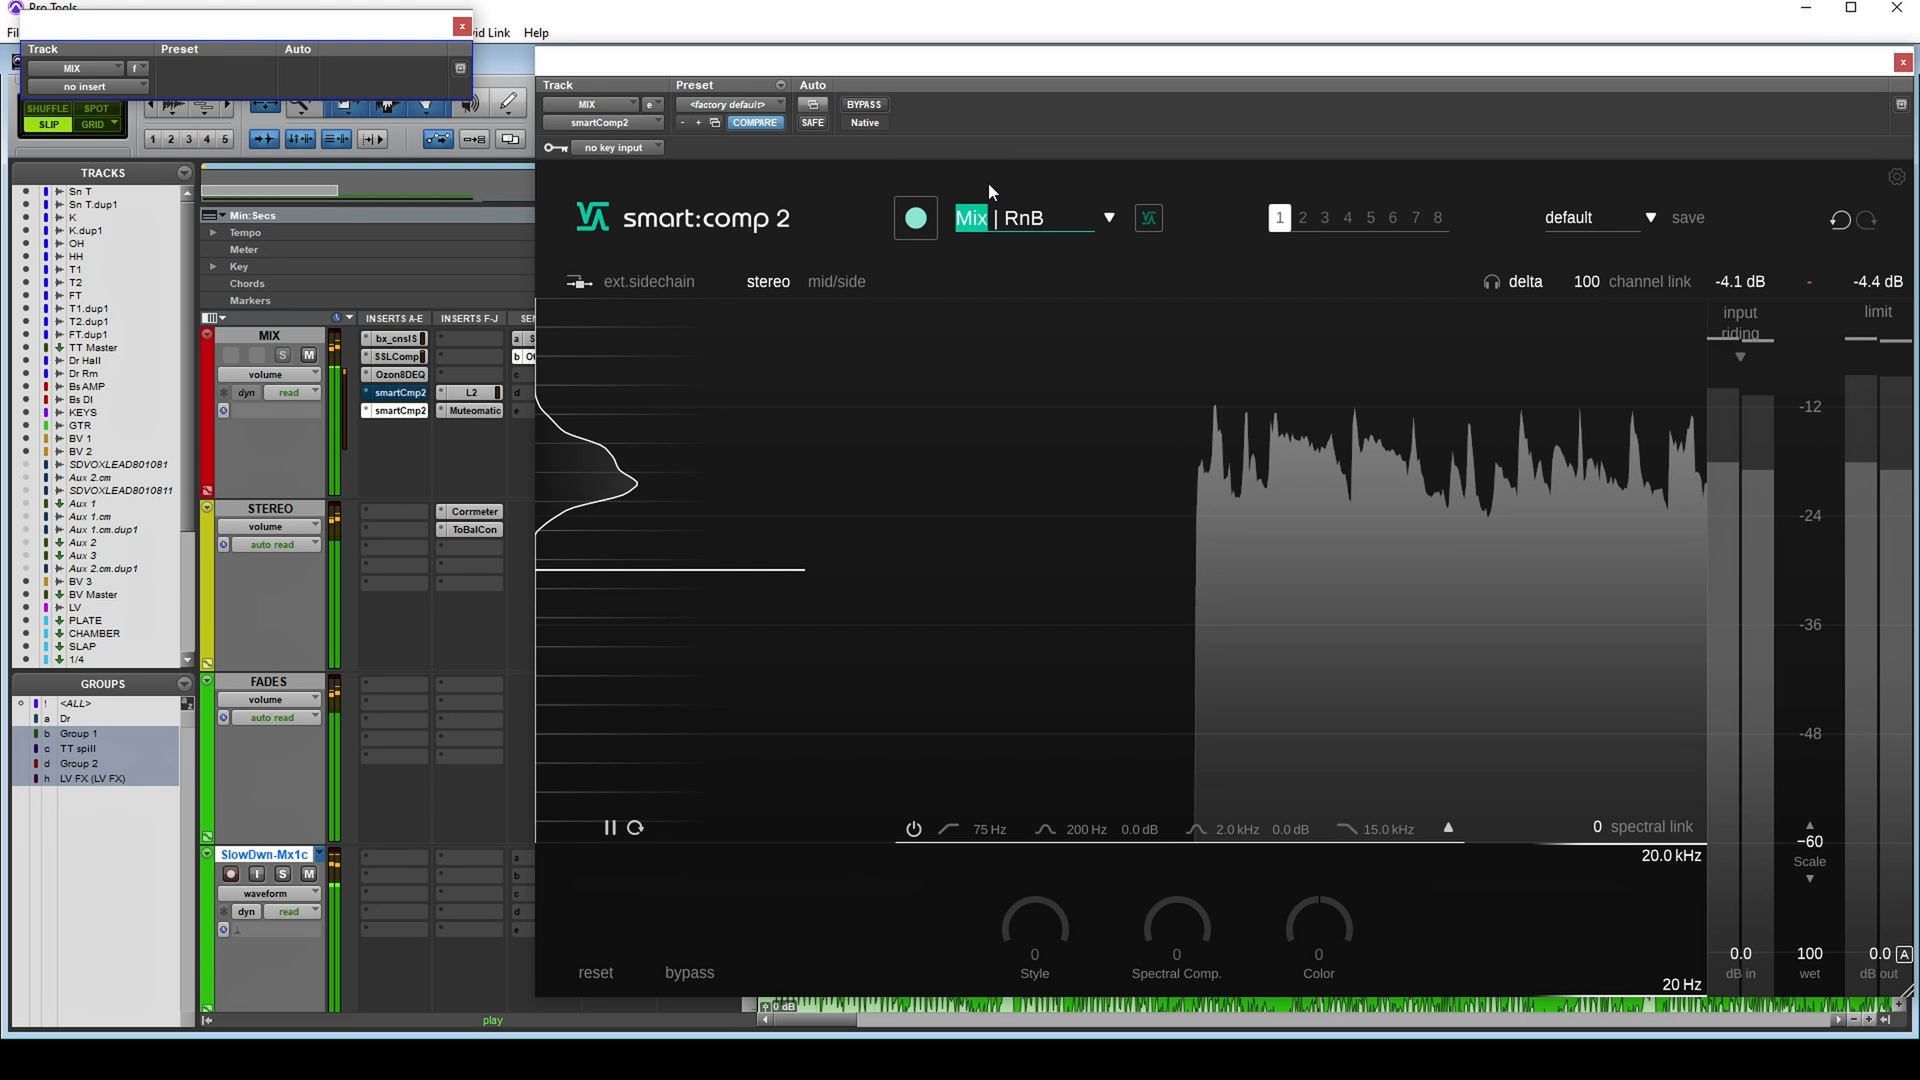 Pro Tools
Avid Link Help
Track Preset Auto
MIX f
no insert
SHUFFLE SPOT
SLIP GRID
1 2 3 4 5
Track Preset Auto
MIX e <factory default> BYPASS
smartComp2 - + COMPARE SAFE Native
no key input
smart:comp 2
Mix | RnB
1 2 3 4 5 6 7 8
default save
ext.sidechain stereo mid/side
delta 100 channel link -4.1 dB - -4.4 dB
input riding
limit
-12
-24
-36
-48
-60
Scale
75 Hz 200 Hz 0.0 dB 2.0 kHz 0.0 dB 15.0 kHz
0 spectral link
20.0 kHz
0 0 0
Style Spectral Comp. Color
reset bypass
20 Hz
0.0 100 0.0 A
dB in wet dB out
TRACKS
Sn T
Sn T.dup1
K
K.dup1
OH
HH
T1
T2
FT
T1.dup1
T2.dup1
FT.dup1
TT Master
Dr Hall
Dr Rm
Bs AMP
Bs DI
KEYS
GTR
BV 1
BV 2
SDVOXLEAD801081
Aux 2.cm
SDVOXLEAD8010811
Aux 1
Aux 1.cm
Aux 1.cm.dup1
Aux 2
Aux 3
Aux 2.cm.dup1
BV 3
BV Master
LV
PLATE
CHAMBER
SLAP
1/4
GROUPS
! <ALL>
a Dr
b Group 1
c TT spill
d Group 2
h LV FX (LV FX)
Min:Secs
Tempo
Meter
Key
Chords
Markers
INSERTS A-E INSERTS F-J SEN
MIX
S M
volume
dyn read
bx_cnslS
SSLComp
Ozon8DEQ
smartCmp2 L2
smartCmp2 Muteomatic
a S
b Of
c
d
e
STEREO
volume
auto read
Corrmeter
ToBalCon
FADES
volume
auto read
SlowDwn-Mx1c
I S M
waveform
dyn read
a
b
c
d
e
play
0 dB